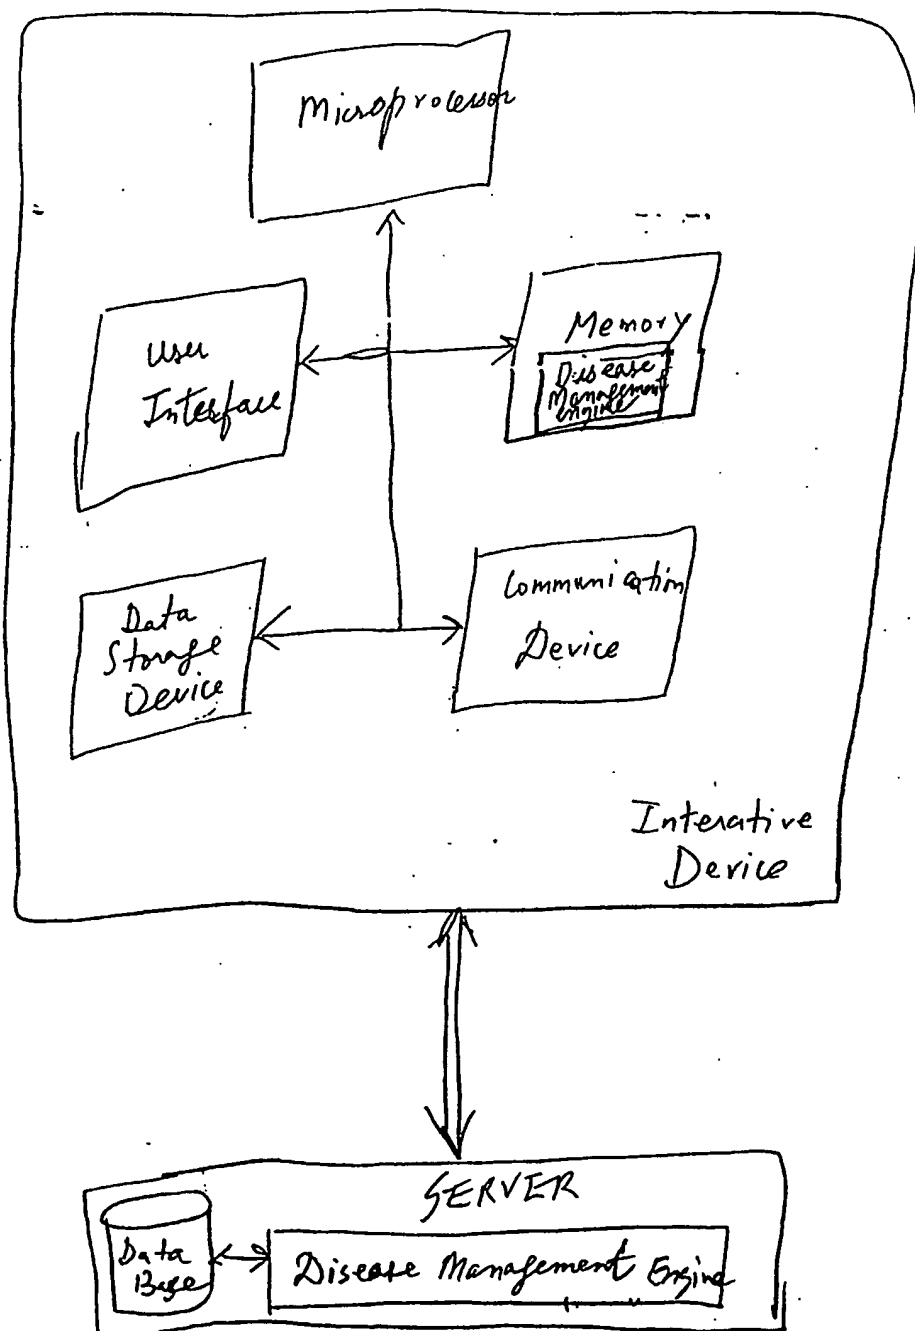 Microprocessor
User
Interface
Memory
Disease
Management
engine
Data
Storage
Device
Communication
Device
Interative
Device
SERVER
Data
Base
Disease Management Engine